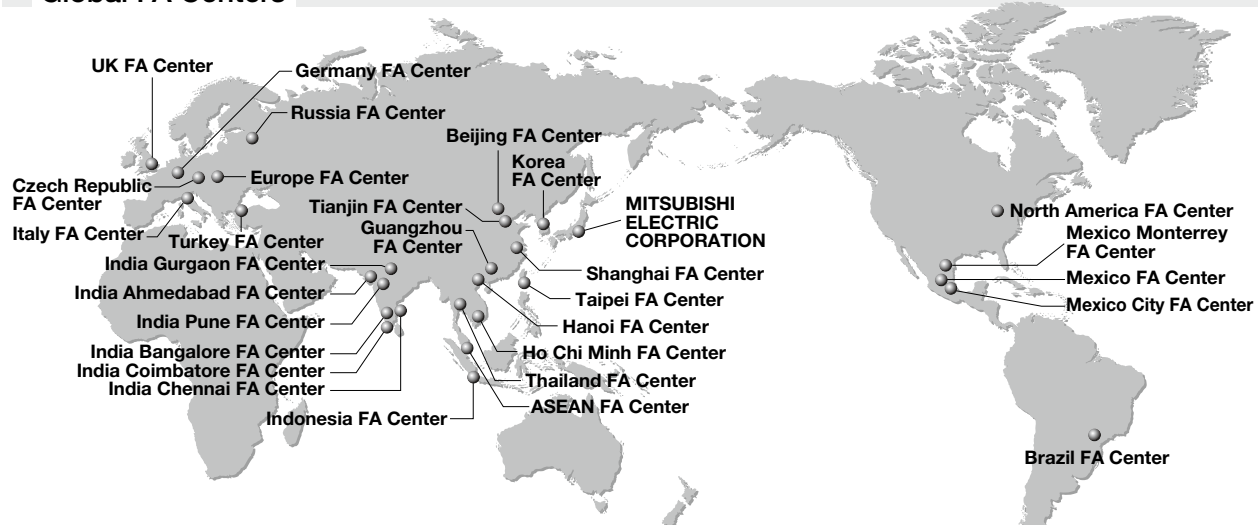 Global FA Centers
UK FA Center
Germany FA Center
Russia FA Center
Beijing FA Center
Korea
FA Center
Czech Republic
FA Center
Europe FA Center
MITSUBISHI
ELECTRIC
CORPORATION
Tianjin FA Center
Guangzhou
FA Center
Italy FA Center
Turkey FA Center
India Gurgaon FA Center
India Ahmedabad FA Center
India Pune FA Center
India Bangalore FA Center
India Coimbatore FA Center
India Chennai FA Center
Indonesia FA Center
Shanghai FA Center
Taipei FA Center
Hanoi FA Center
Ho Chi Minh FA Center
Thailand FA Center
ASEAN FA Center
North America FA Center
Mexico Monterrey
FA Center
Mexico FA Center
Mexico City FA Center
Brazil FA Center